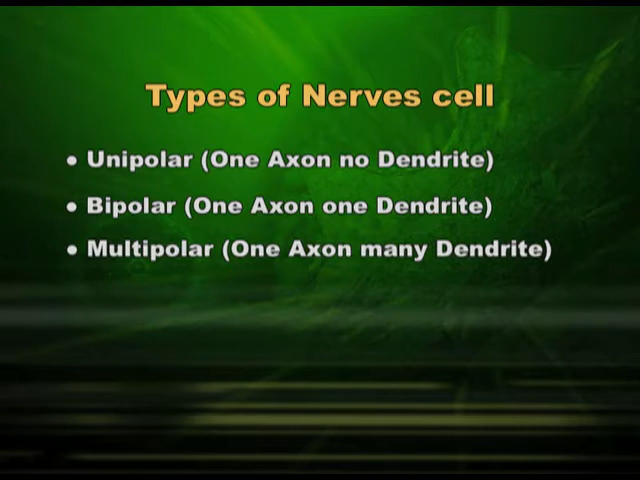 Types of Nerves cell
• Unipolar (One Axon no Dendrite)
• Bipolar (One Axon one Dendrite)
• Multipolar (One Axon many Dendrite)